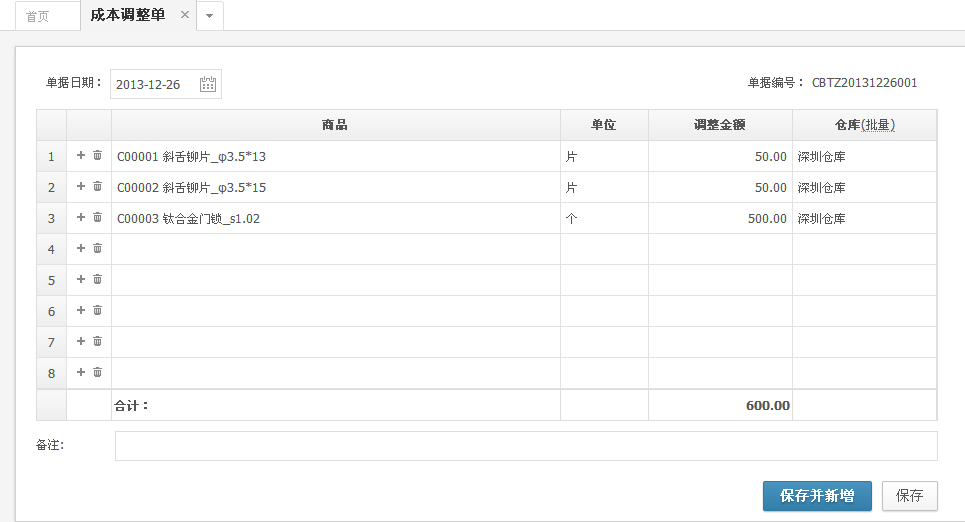 首页 成本调整单
单据日期： 2013-12-26 单据编号： CBTZ20131226001
商品 单位 调整金额 仓库(批量)
1 C00001 斜舌铆片_φ3.5*13 片 50.00 深圳仓库
2 C00002 斜舌铆片_φ3.5*15 片 50.00 深圳仓库
3 C00003 钛合金门锁_s1.02 个 500.00 深圳仓库
4
5
6
7
8
合计： 600.00
备注:
保存并新增 保存